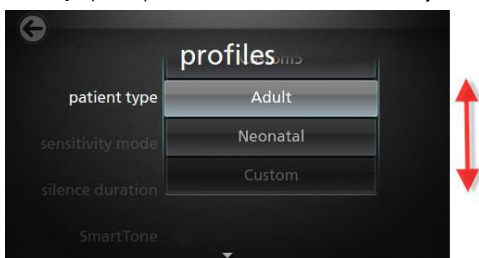 profiles
patient type Adult
sensitivity mode Neonatal
silence duration Custom
SmartTone